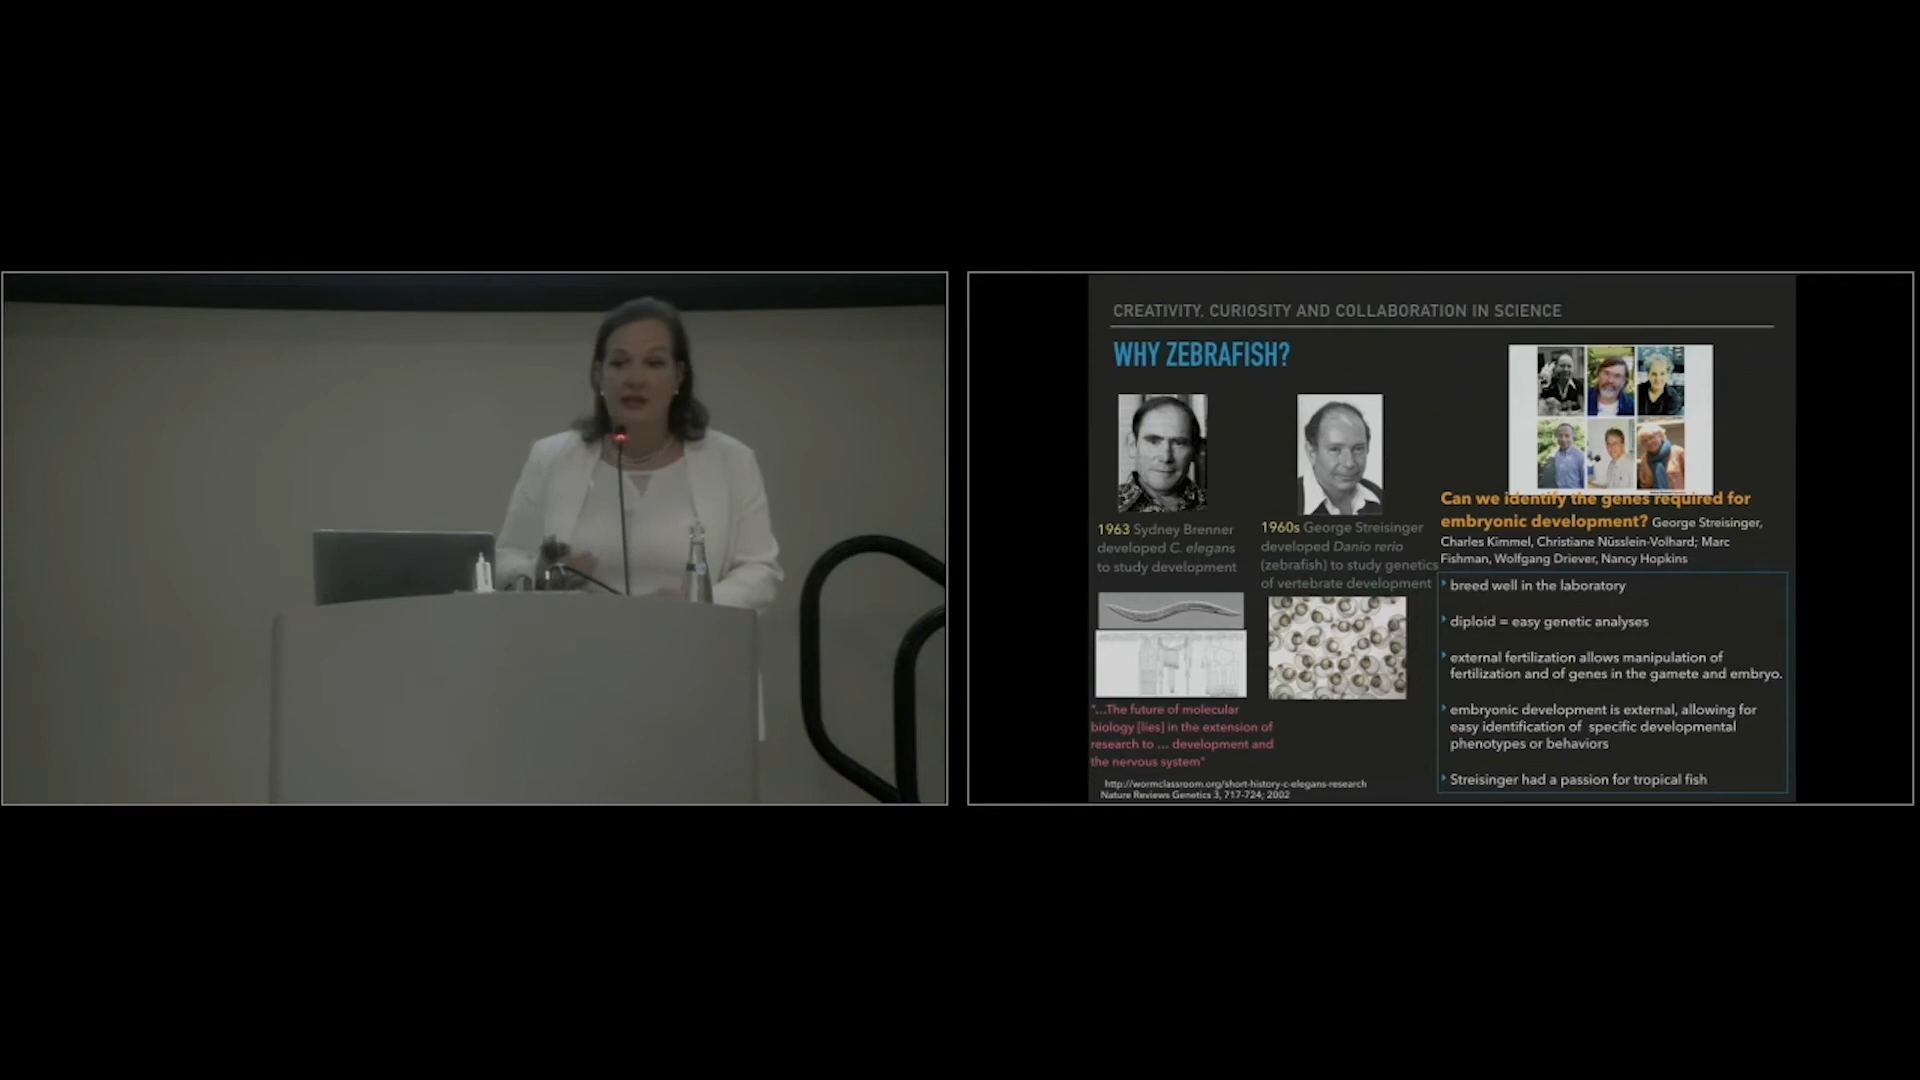 CREATIVITY, CURIOSITY AND COLLABORATION IN SCIENCE
WHY ZEBRAFISH?
1963 Sydney Brenner
developed C. elegans
to study development
1960s George Streisinger
developed Danio rerio
(zebrafish) to study genetics
of vertebrate development
"...The future of molecular
biology [lies] in the extension of
research to ... development and
the nervous system"
http://wormclassroom.org/short-history-c-elegans-research
Nature Reviews Genetics 3, 717-724; 2002
Can we identify the genes required for
embryonic development? George Streisinger,
Charles Kimmel, Christiane Nüsslein-Volhard; Marc
Fishman, Wolfgang Driever, Nancy Hopkins
breed well in the laboratory
diploid = easy genetic analyses
external fertilization allows manipulation of
fertilization and of genes in the gamete and embryo.
embryonic development is external, allowing for
easy identification of specific developmental
phenotypes or behaviors
Streisinger had a passion for tropical fish